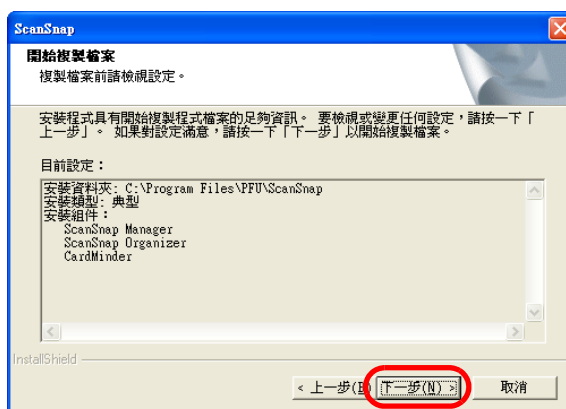 ScanSnap
開始複製檔案
複製檔案前請檢視設定。
安裝程式具有開始複製程式檔案的足夠資訊。 要檢視或變更任何設定，請按一下「
上一步」。 如果對設定滿意，請按一下「下一步」以開始複製檔案。
目前設定：
安裝資料夾: C:\Program Files\PFU\ScanSnap
安裝類型: 典型
安裝組件：
ScanSnap Manager
ScanSnap Organizer
CardMinder
InstallShield
< 上一步(B) 下一步(N) > 取消